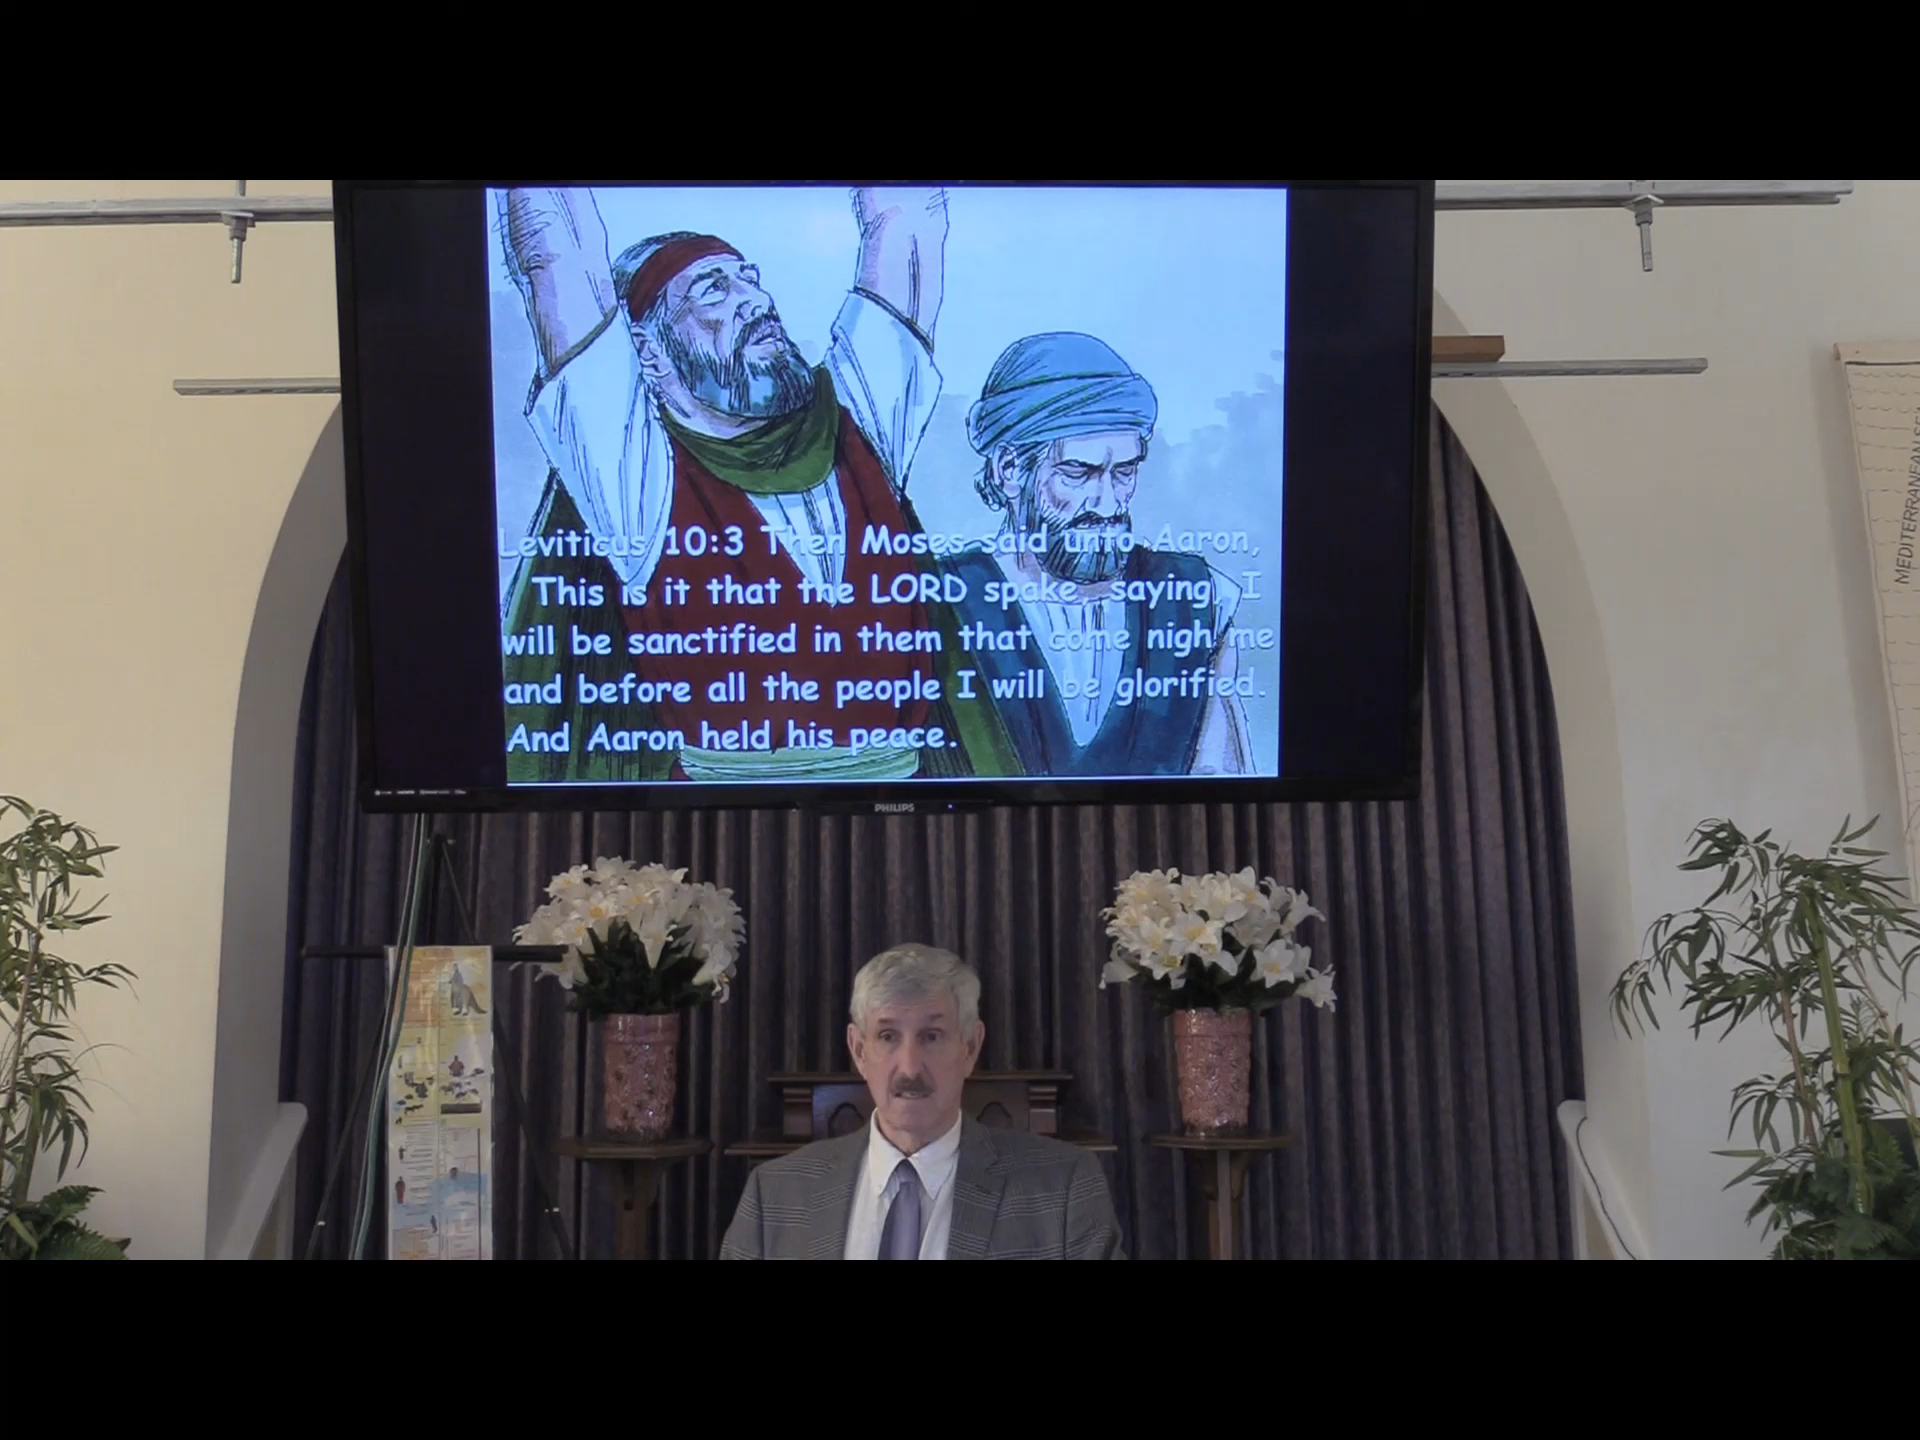 Leviticus 10:3 Then Moses said unto Aaron,
This is it that the LORD spake, saying, I
will be sanctified in them that come nigh me
and before all the people I will be glorified.
And Aaron held his peace.
PHILIPS
MEDITERRANEAN SE